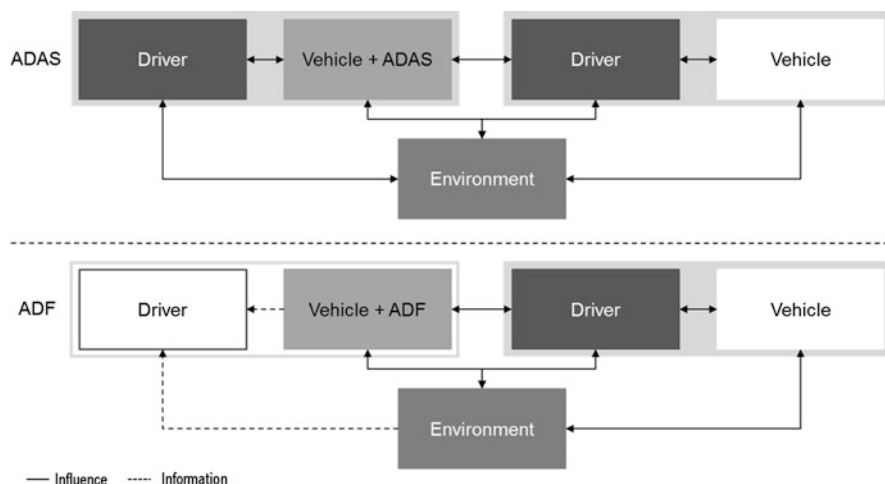 ADAS
Driver
Vehicle + ADAS
Driver
Vehicle
Environment
ADF
Driver
Vehicle + ADF
Driver
Vehicle
Environment
Influence
Information